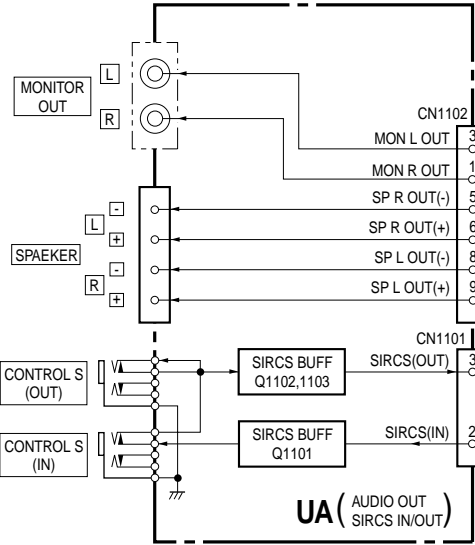 MONITOR
OUT
L
R
CN1102
MON L OUT 3
MON R OUT 1
SP R OUT(-) 5
SP R OUT(+) 6
SP L OUT(-) 8
SP L OUT(+) 9
SPAEKER
L
-
+
R
-
+
CN1101
CONTROL S
(OUT)
SIRCS BUFF
Q1102,1103
SIRCS(OUT) 3
CONTROL S
(IN)
SIRCS BUFF
Q1101
SIRCS(IN) 2
UA ( AUDIO OUT
SIRCS IN/OUT )